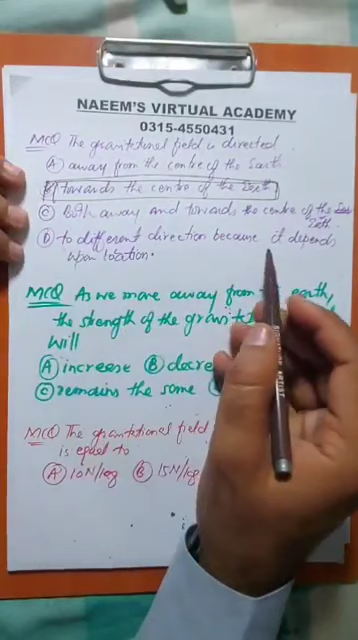 NAEEM'S VIRTUAL ACADEMY
0315-4550431
MCQ The gravitational field is directed
(A) away from the centre of the Earth
towards the centre of the Earth
(C) Both away and towards the centre of the
Earth
(D) to different direction because it depends
upon location.
MCQ As we move away from earth,
the strength of the
will
(A) increase (B)
(C) remains the same
MCQ The gravitational field
is equal to
(A) 10N/kg (B) 15N/kg